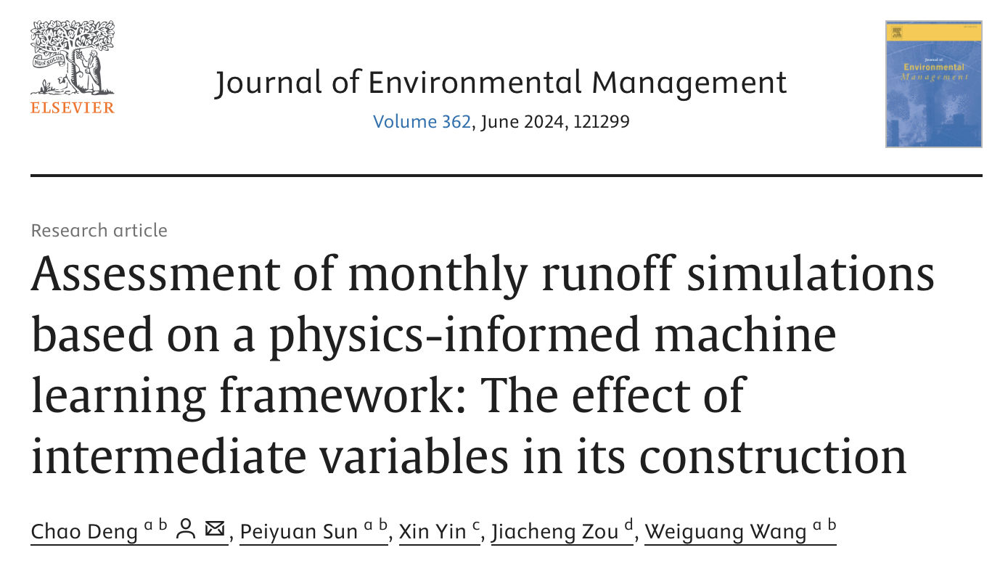 NON SOLUS
ELSEVIER
Journal of Environmental Management
Volume 362, June 2024, 121299
Journal of
Environmental
Management
Research article
Assessment of monthly runoff simulations
based on a physics-informed machine
learning framework: The effect of
intermediate variables in its construction
Chao Deng a b, Peiyuan Sun a b, Xin Yin c, Jiacheng Zou d, Weiguang Wang a b